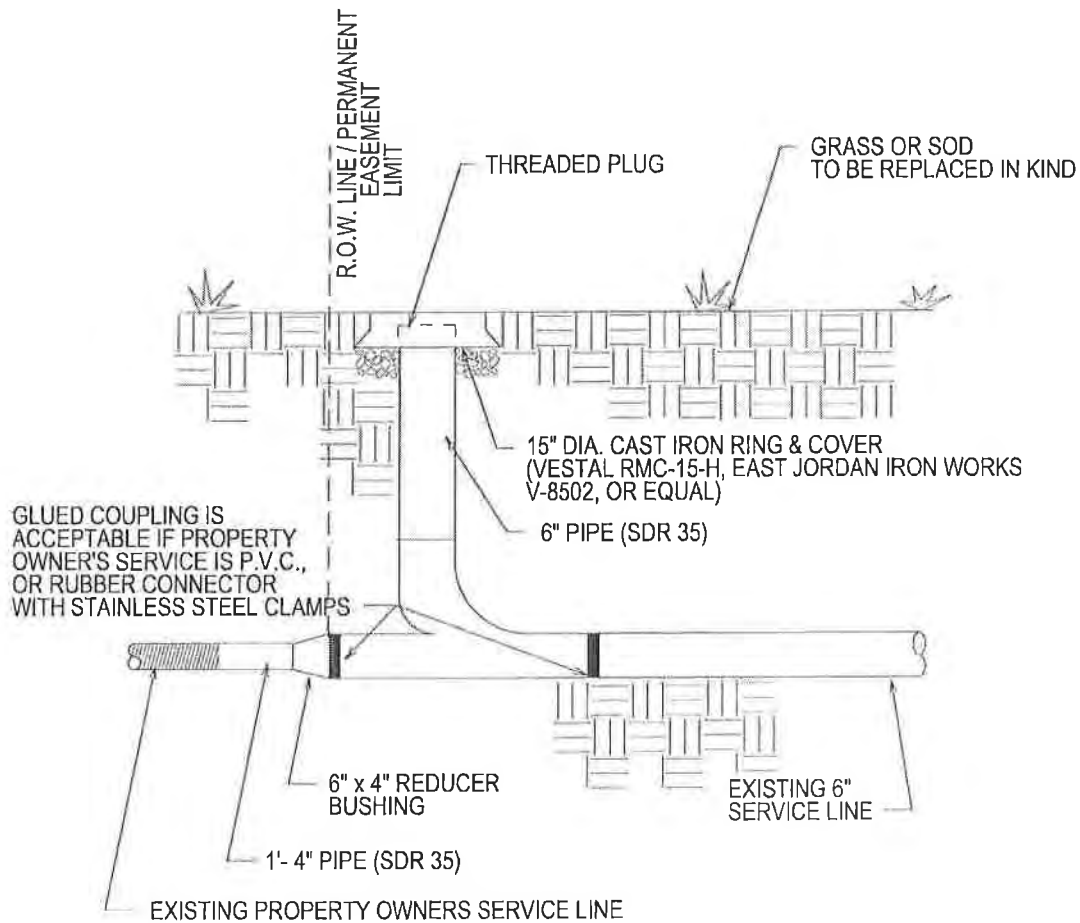 R.O.W. LINE / PERMANENT
EASEMENT
LIMIT
THREADED PLUG
GRASS OR SOD
TO BE REPLACED IN KIND
15" DIA. CAST IRON RING & COVER
(VESTAL RMC-15-H, EAST JORDAN IRON WORKS
V-8502, OR EQUAL)
6" PIPE (SDR 35)
GLUED COUPLING IS
ACCEPTABLE IF PROPERTY
OWNER'S SERVICE IS P.V.C.,
OR RUBBER CONNECTOR
WITH STAINLESS STEEL CLAMPS
6" x 4" REDUCER
BUSHING
EXISTING 6"
SERVICE LINE
1'- 4" PIPE (SDR 35)
EXISTING PROPERTY OWNERS SERVICE LINE